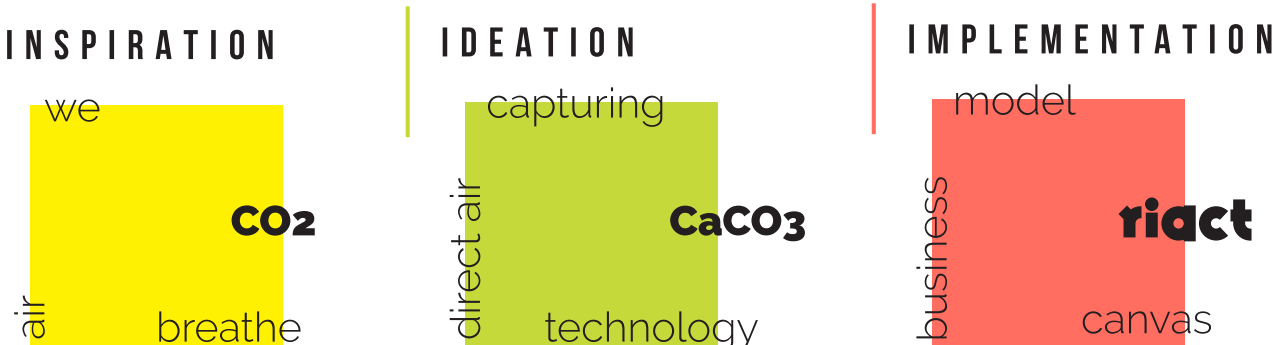 INSPIRATION
we
CO2
air
breathe
IDEATION
capturing
direct air
CaCO3
technology
IMPLEMENTATION
model
business
riact
canvas